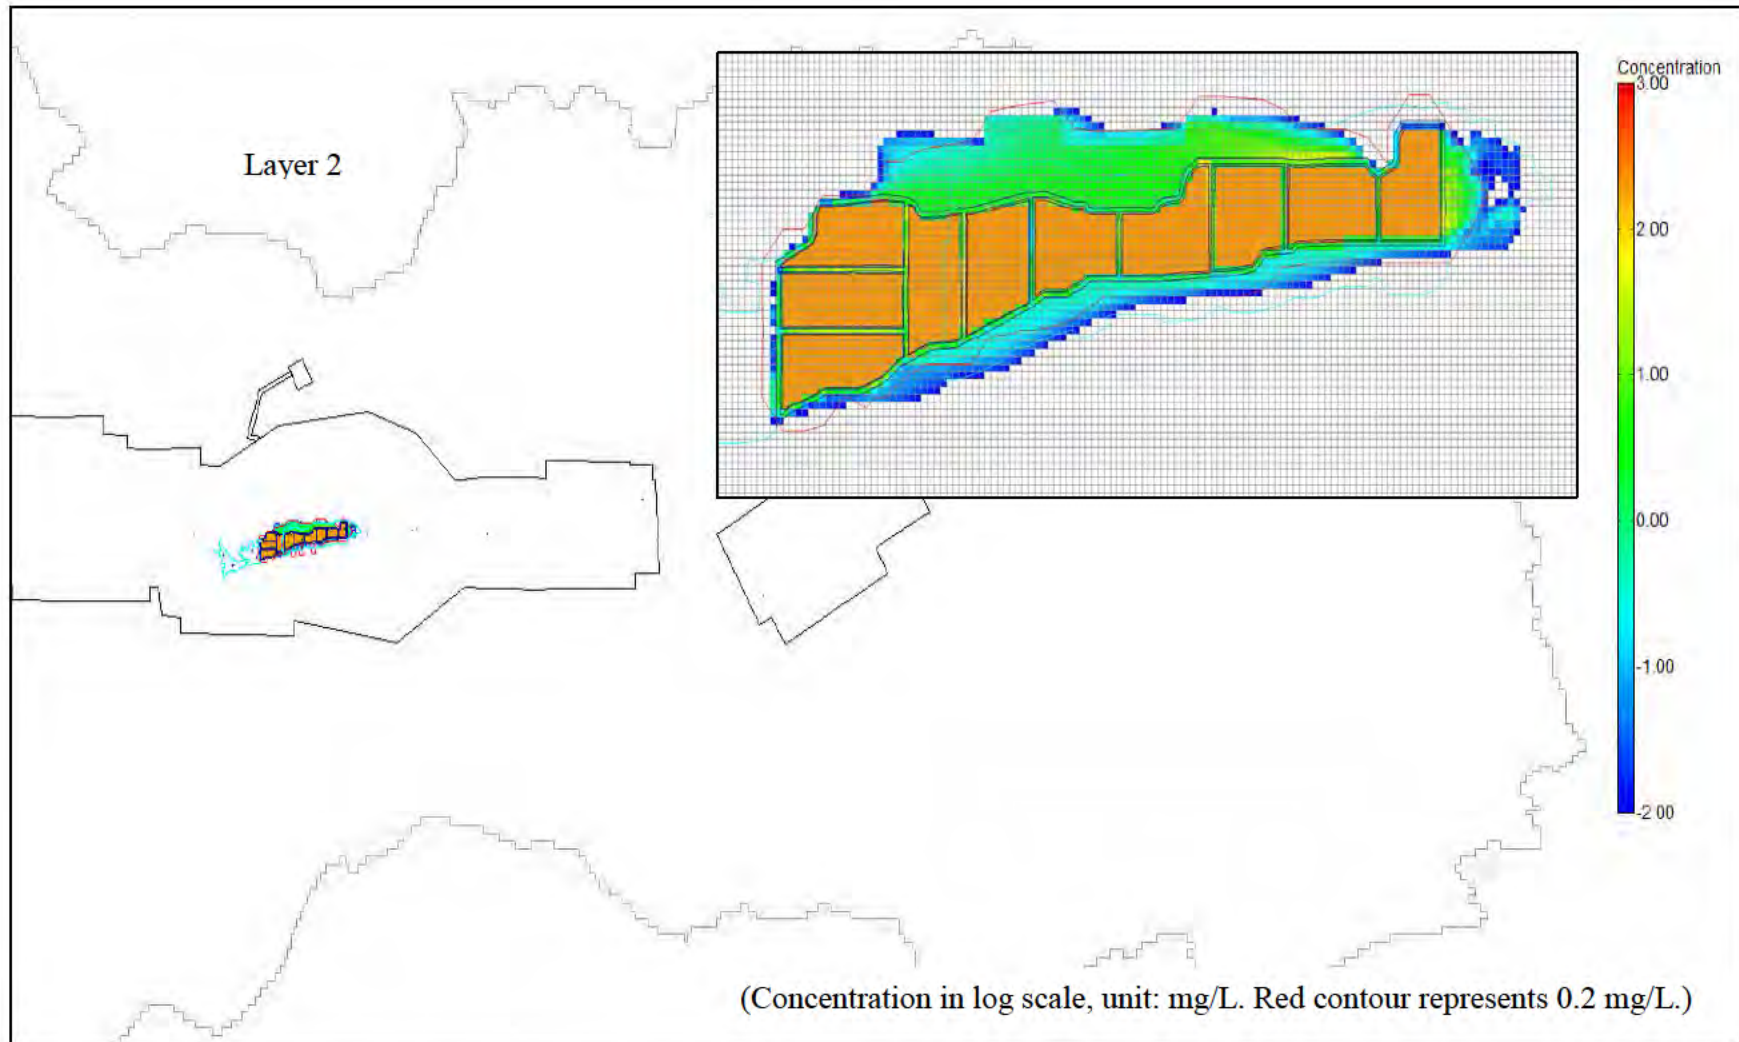 Layer 2
Concentration
3.00
2.00
1.00
0.00
-1.00
-2.00
(Concentration in log scale, unit: mg/L. Red contour represents 0.2 mg/L.)